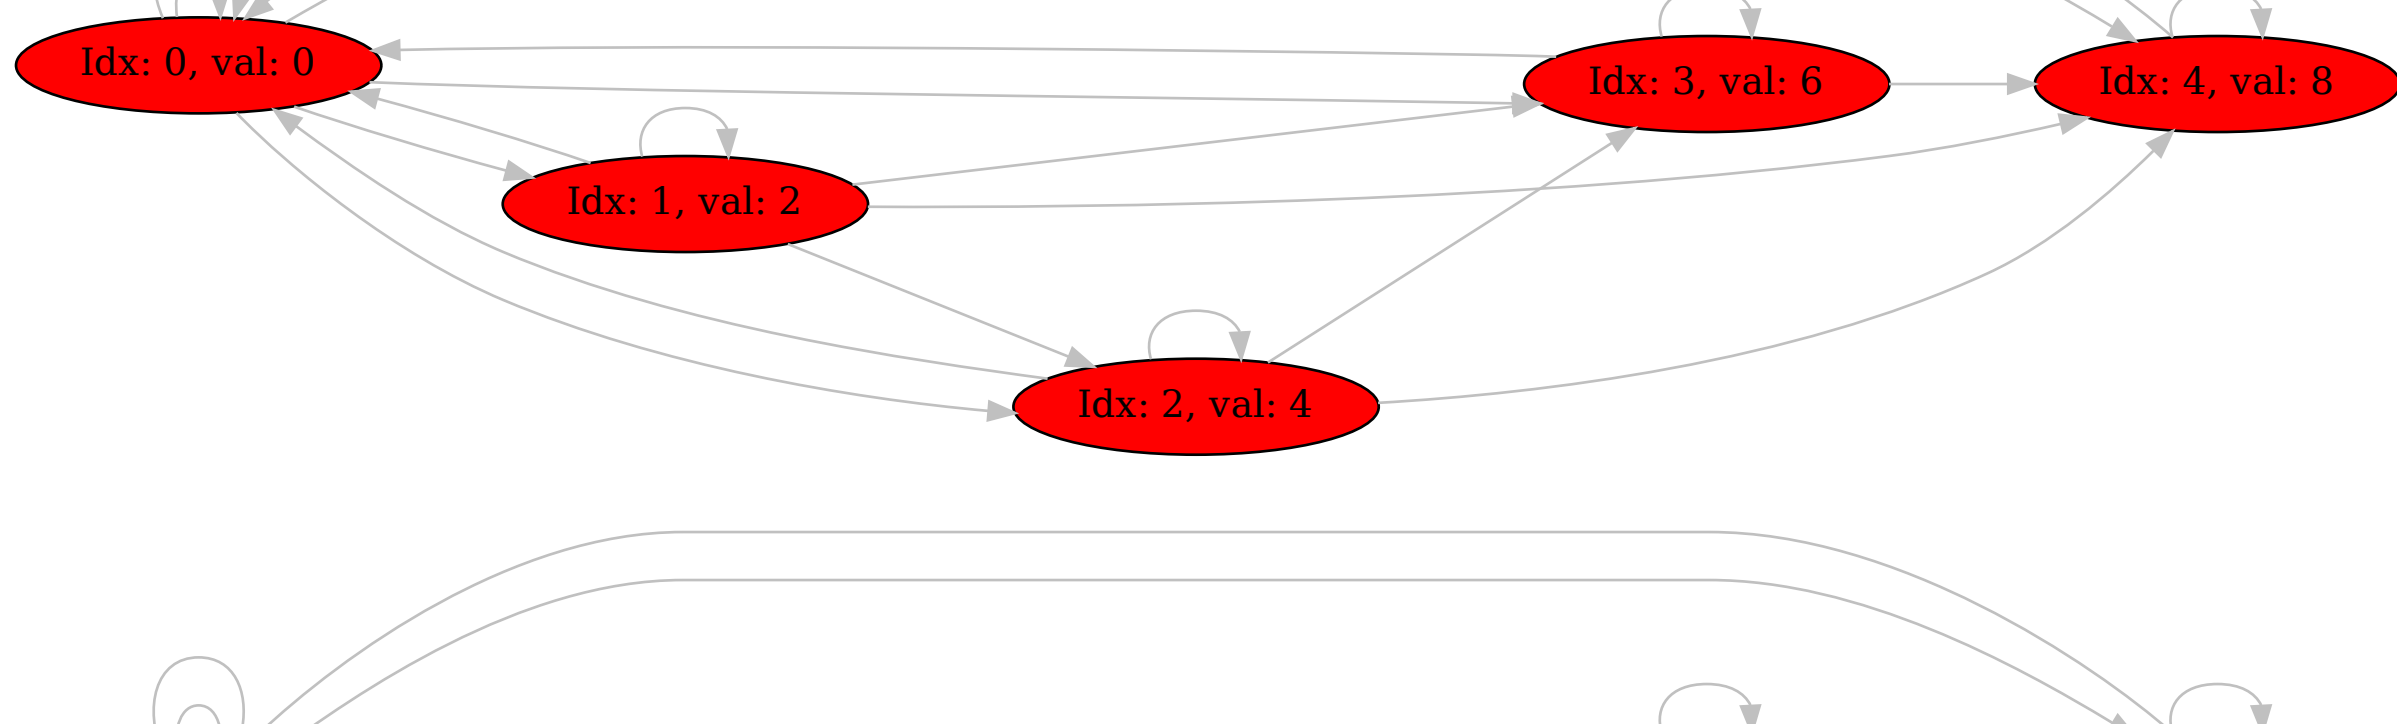 Idx: 0, val: 0
Idx: 3, val: 6
Idx: 4, val: 8
Idx: 1, val: 2
Idx: 2, val: 4